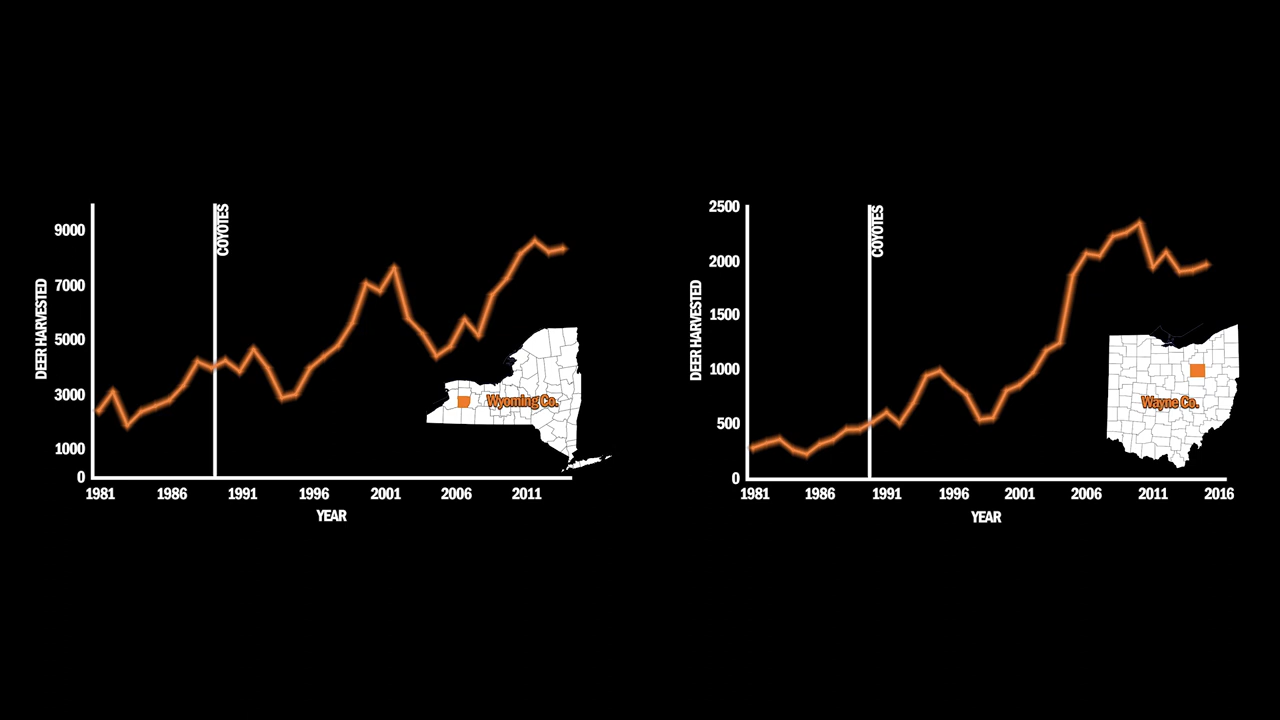 9000
7000
5000
3000
1000
0
DEER HARVESTED
COYOTES
Wyoming Co.
1981 1986 1991 1996 2001 2006 2011
YEAR
2500
2000
1500
1000
500
0
DEER HARVESTED
COYOTES
Wayne Co.
1981 1986 1991 1996 2001 2006 2011 2016
YEAR